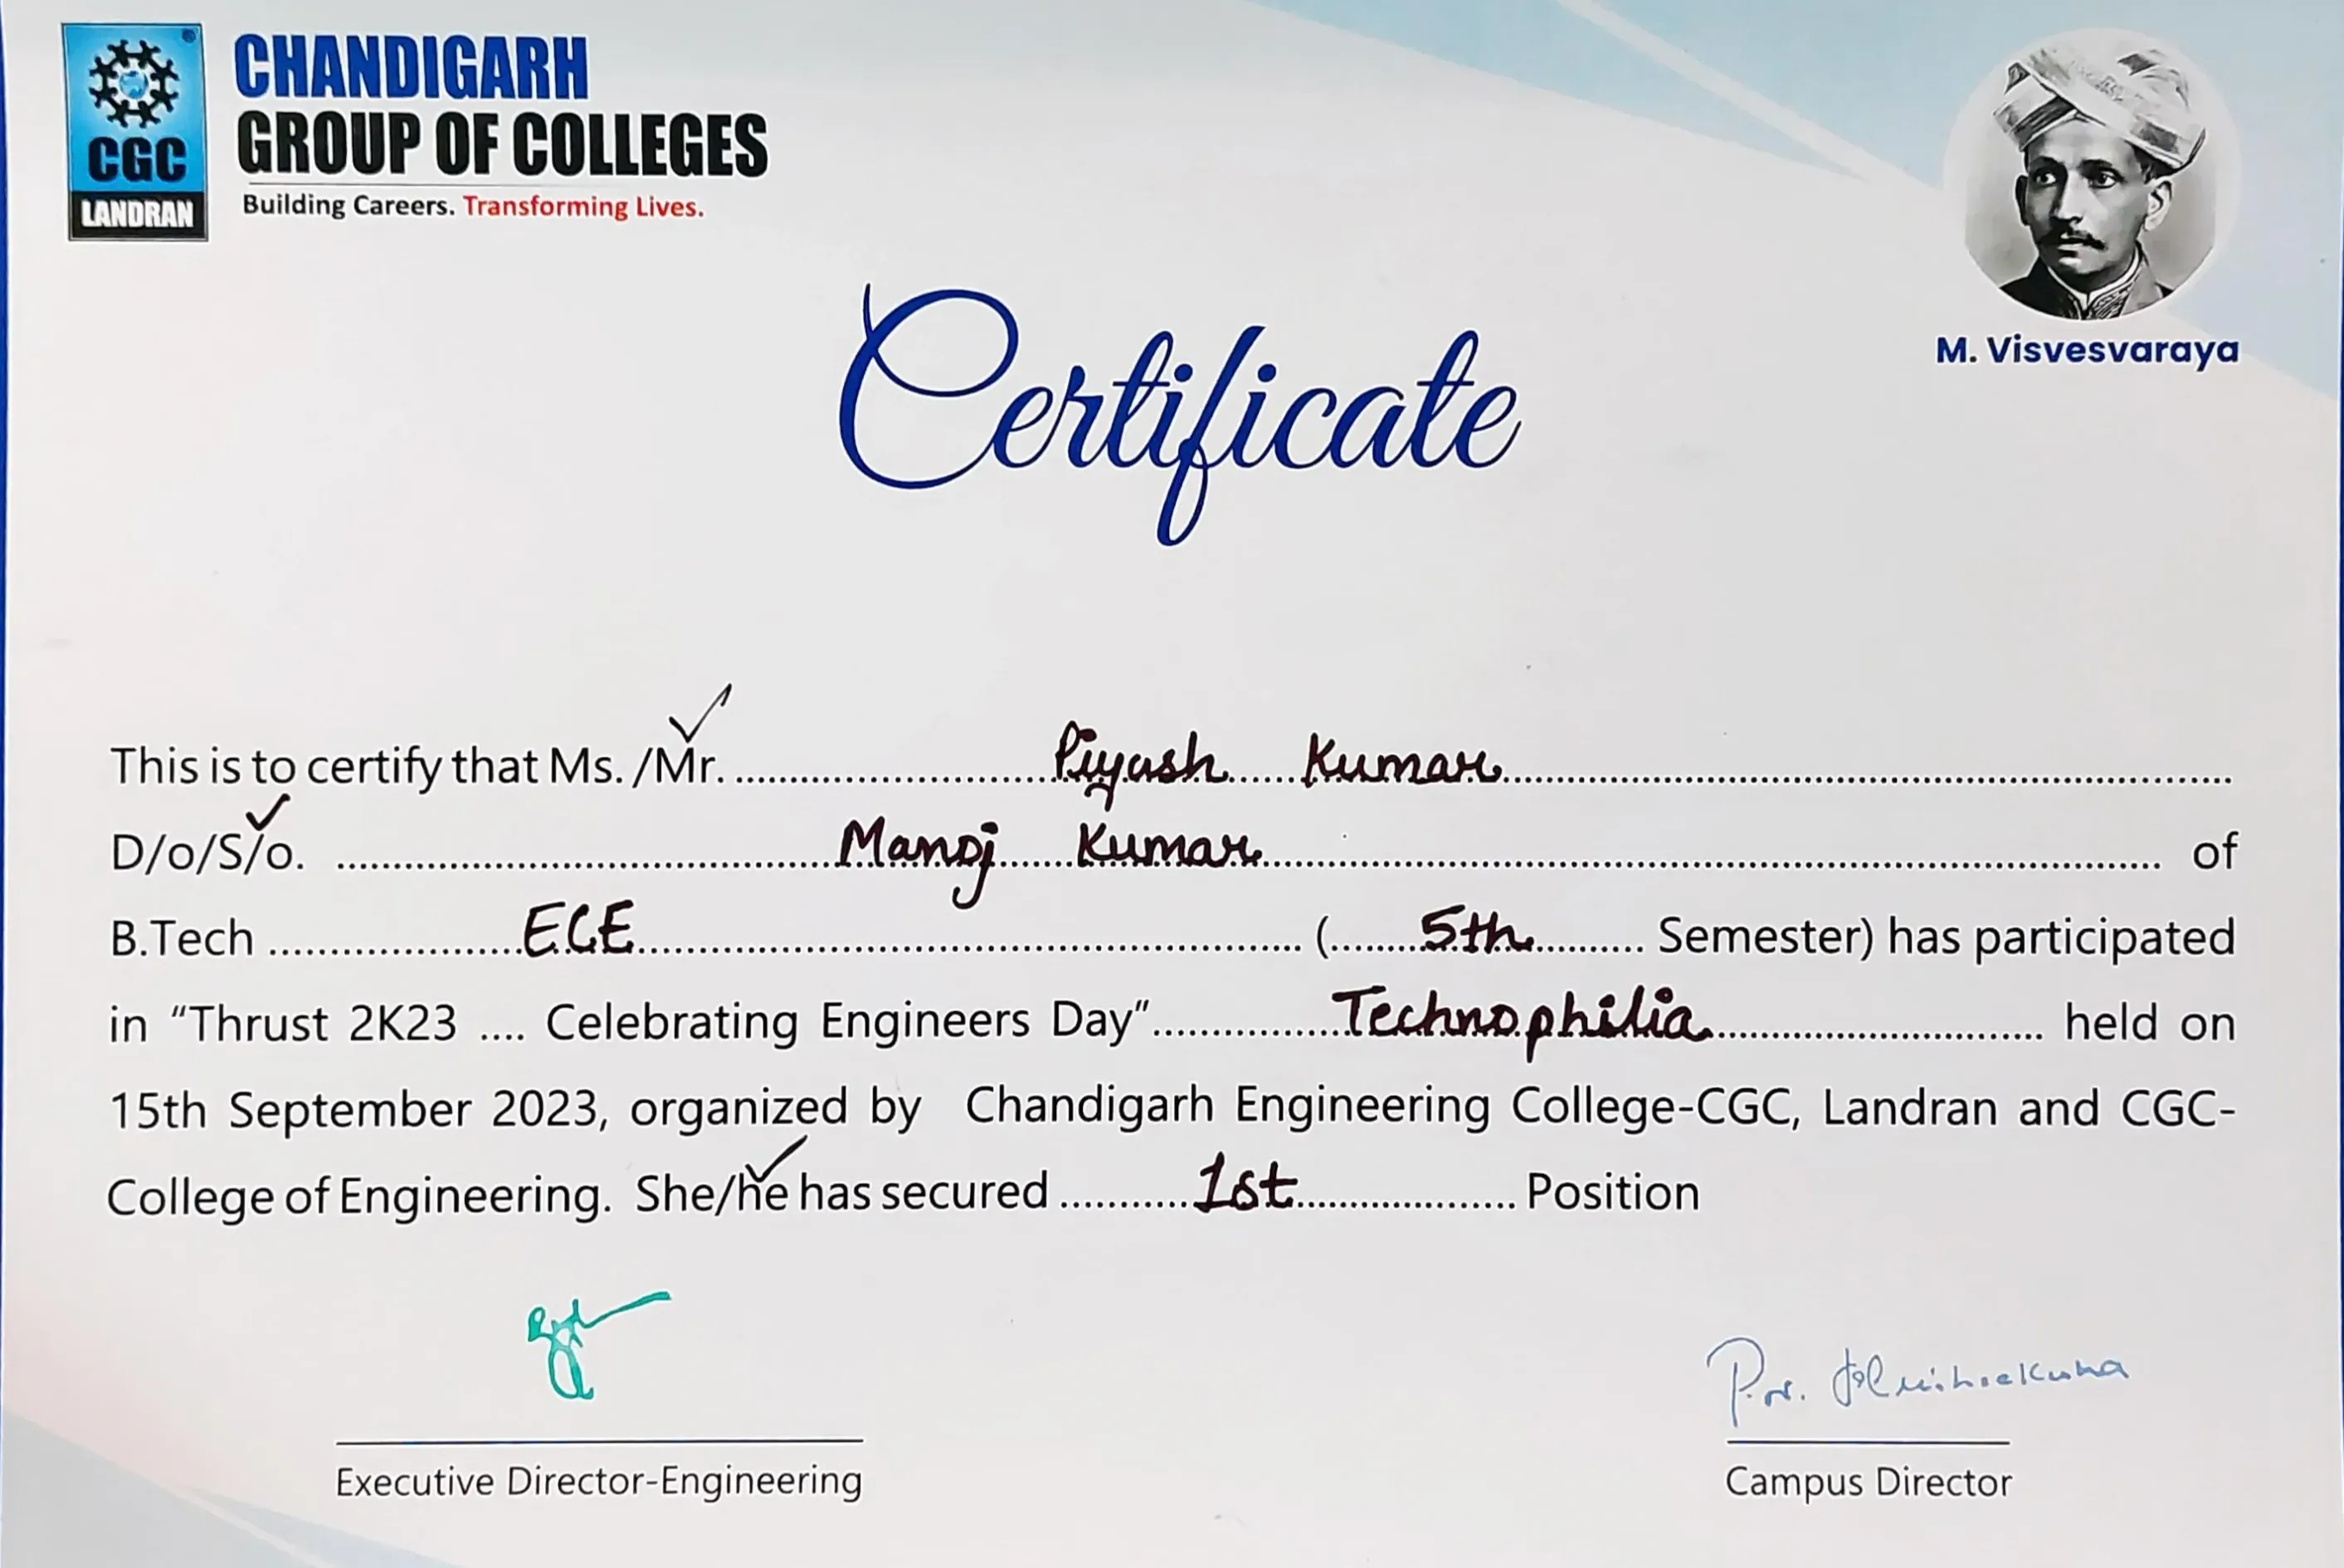 CHANDIGARH
GROUP OF COLLEGES
Building Careers. Transforming Lives.
CGC
LANDRAN
M. Visvesvaraya
Certificate
This is to certify that Ms. /Mr. .......... Piyush Kumar ..........
D/o/S/o. .......... Manoj Kumar .......... of
B.Tech .......... ECE .......... (..... 5th ..... Semester) has participated
in “Thrust 2K23 .... Celebrating Engineers Day” .......... Technophilia .......... held on
15th September 2023, organized by Chandigarh Engineering College-CGC, Landran and CGC-
College of Engineering. She/he has secured .......... 1st .......... Position
Executive Director-Engineering
Campus Director